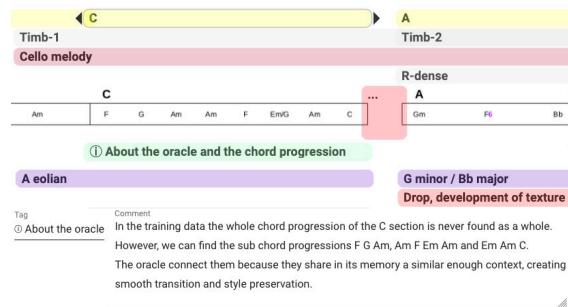 C A
Timb-1 Timb-2
Cello melody
R-dense
C ... A
Am F G Am Am F Em/G Am C Gm F6 Bb
ⓘ About the oracle and the chord progression
A eolian G minor / Bb major
Drop, development of texture
Tag Comment
ⓘ About the oracle In the training data the whole chord progression of the C section is never found as a whole.
However, we can find the sub chord progressions F G Am, Am F Em Am and Em Am C.
The oracle connect them because they share in its memory a similar enough context, creating
smooth transition and style preservation.